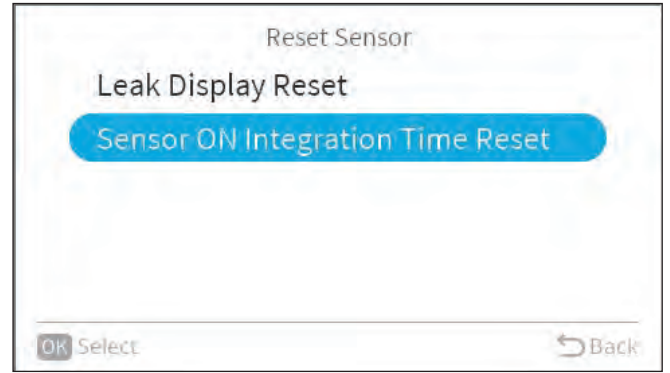 Reset Sensor
Leak Display Reset
Sensor ON Integration Time Reset
OK Select
Back